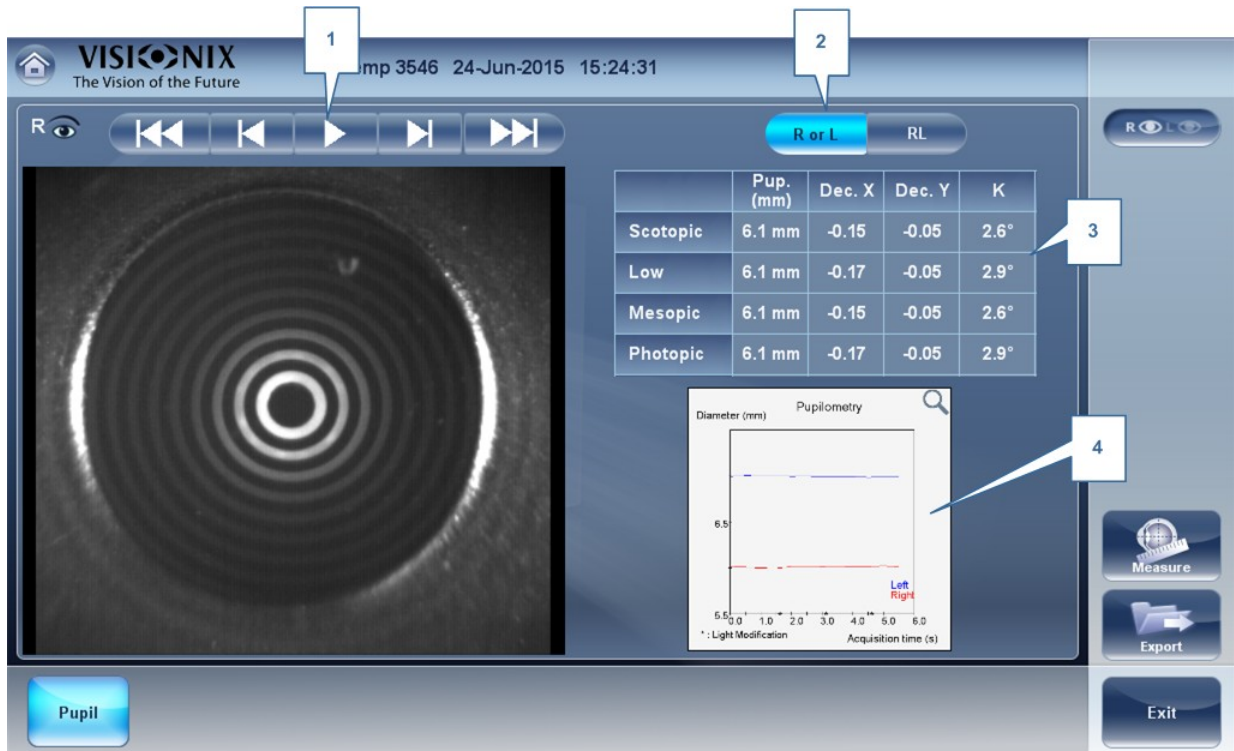 1
2
VISIONIX
The Vision of the Future
emp 3546 24-Jun-2015 15:24:31
R
R or L RL
R L
Pup. (mm) Dec. X Dec. Y K
Scotopic 6.1 mm -0.15 -0.05 2.6°
Low 6.1 mm -0.17 -0.05 2.9°
Mesopic 6.1 mm -0.15 -0.05 2.6°
Photopic 6.1 mm -0.17 -0.05 2.9°
3
Pupilometry
Diameter (mm)
6.5
Left
Right
5.5
0.0 1.0 2.0 3.0 4.0 5.0 6.0
* : Light Modification Acquisition time (s)
4
Measure
Export
Pupil
Exit